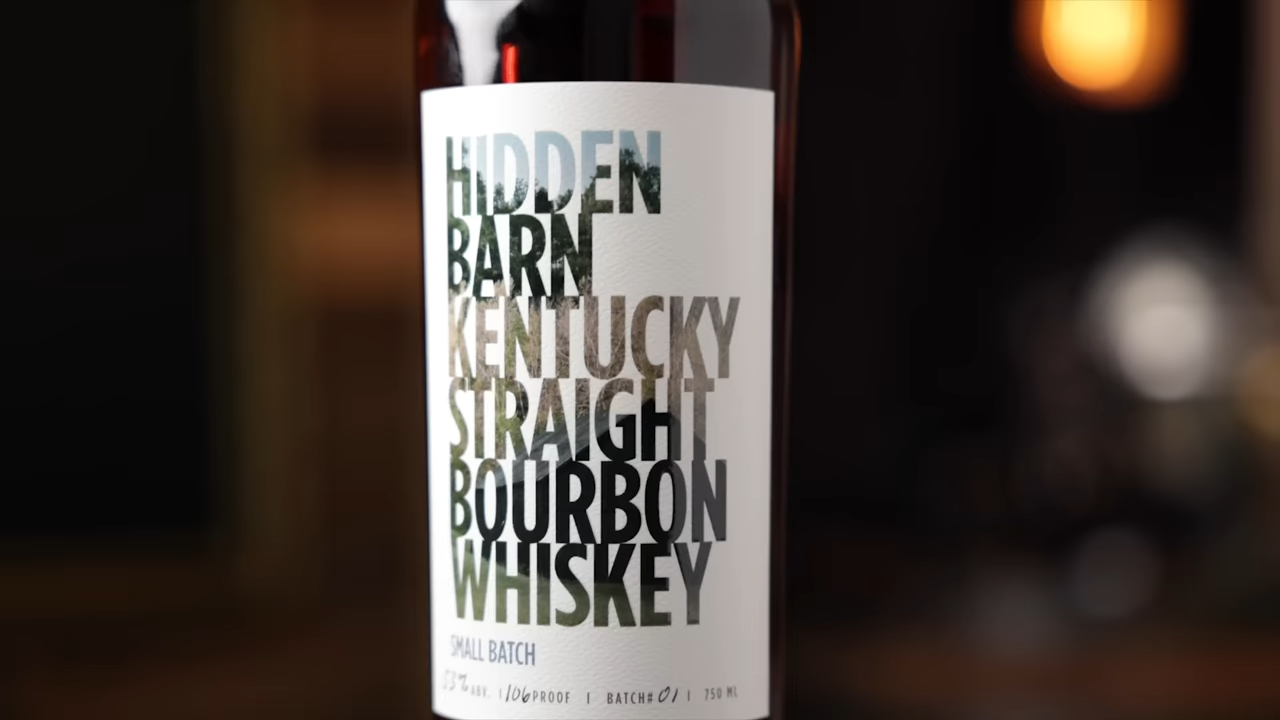 HIDDEN
BARN
KENTUCKY
STRAIGHT
BOURBON
WHISKEY
SMALL BATCH
53% ABV. | 106 PROOF | BATCH# 01 | 750 ML